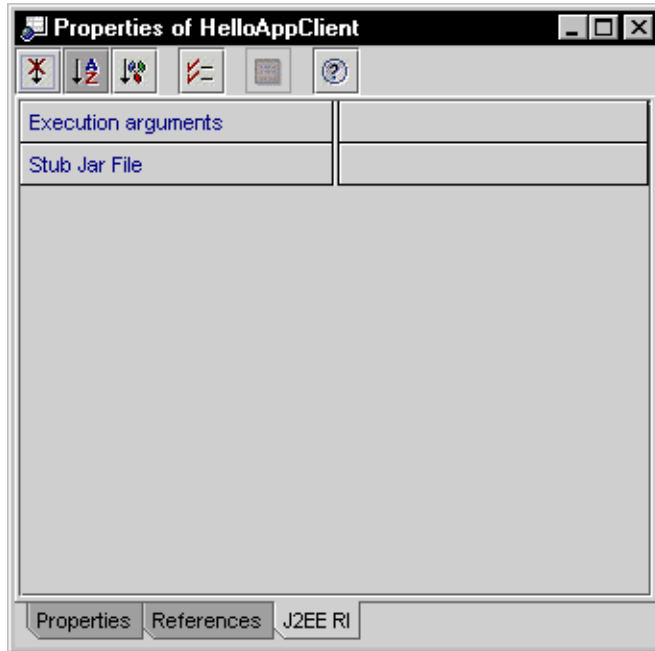 Properties of HelloAppClient
Execution arguments
Stub Jar File
Properties References J2EE RI